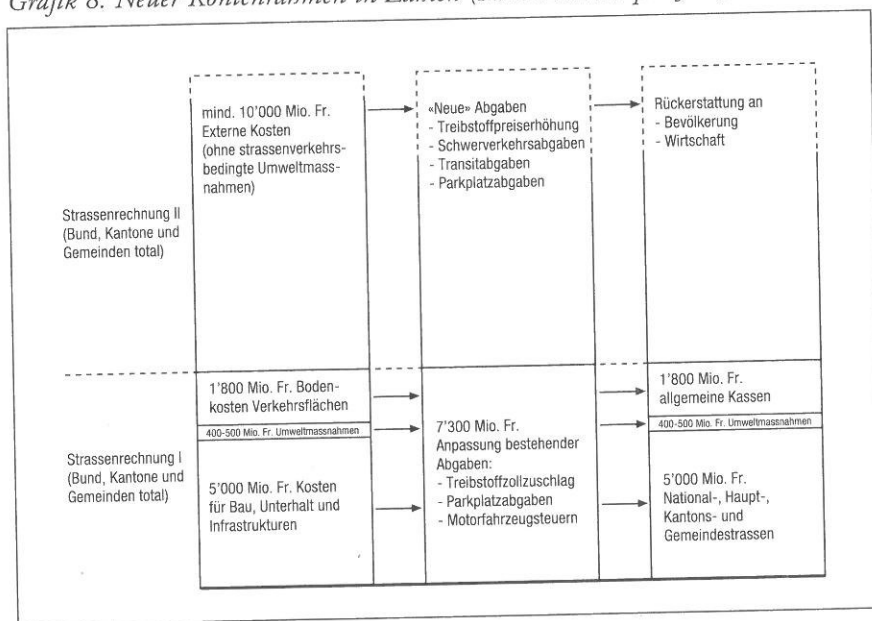 Neuer Kontenrahmen in
mind. 10'000 Mio. Fr.
Externe Kosten
(ohne strassenverkehrs-
bedingte Umweltmass-
nahmen)
«Neue» Abgaben
- Treibstoffpreiserhöhung
- Schwerverkehrsabgaben
- Transitabgaben
- Parkplatzabgaben
Rückerstattung an
- Bevölkerung
- Wirtschaft
Strassenrechnung II
(Bund, Kantone und
Gemeinden total)
1'800 Mio. Fr. Boden-
kosten Verkehrsflächen
400-500 Mio. Fr. Umweltmassnahmen
5'000 Mio. Fr. Kosten
für Bau, Unterhalt und
Infrastrukturen
7'300 Mio. Fr.
Anpassung bestehender
Abgaben:
- Treibstoffzollzuschlag
- Parkplatzabgaben
- Motorfahrzeugsteuern
1'800 Mio. Fr.
allgemeine Kassen
400-500 Mio. Fr. Umweltmassnahmen
5'000 Mio. Fr.
National-, Haupt-,
Kantons- und
Gemeindestrassen
Strassenrechnung I
(Bund, Kantone und
Gemeinden total)